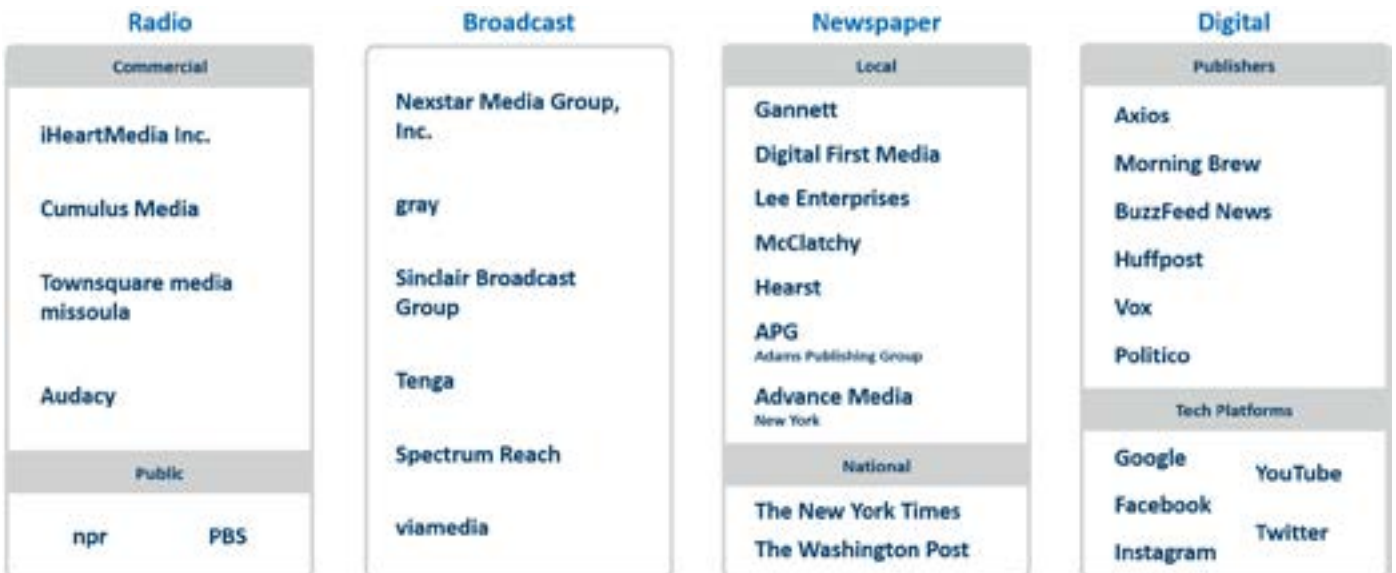 Radio
Commercial
iHeartMedia Inc.
Cumulus Media
Townsquare media
missoula
Audacy
Public
npr
PBS
Broadcast
Nexstar Media Group,
Inc.
gray
Sinclair Broadcast
Group
Tenga
Spectrum Reach
viamedia
Newspaper
Local
Gannett
Digital First Media
Lee Enterprises
McClatchy
Hearst
APG
Adams Publishing Group
Advance Media
New York
National
The New York Times
The Washington Post
Digital
Publishers
Axios
Morning Brew
BuzzFeed News
Huffpost
Vox
Politico
Tech Platforms
Google
Facebook
Instagram
YouTube
Twitter